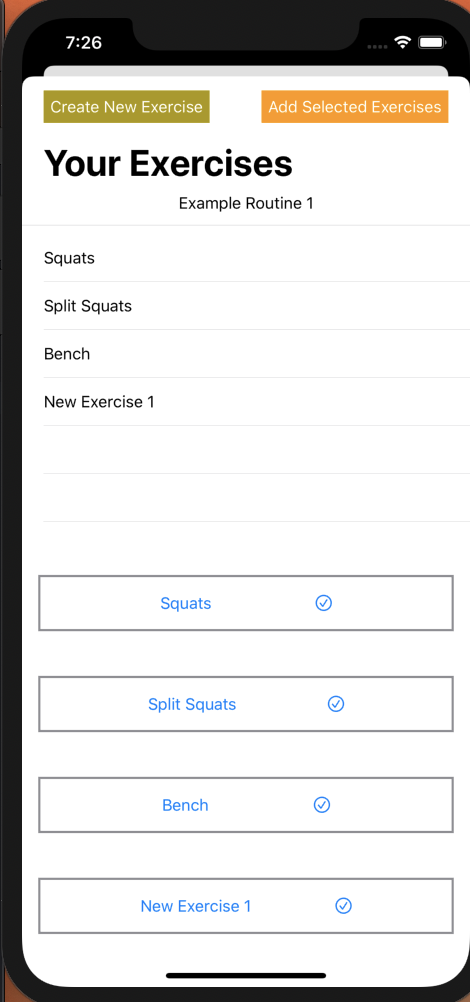 7:26
Create New Exercise
Add Selected Exercises
Your Exercises
Example Routine 1
Squats
Split Squats
Bench
New Exercise 1
Squats
Split Squats
Bench
New Exercise 1